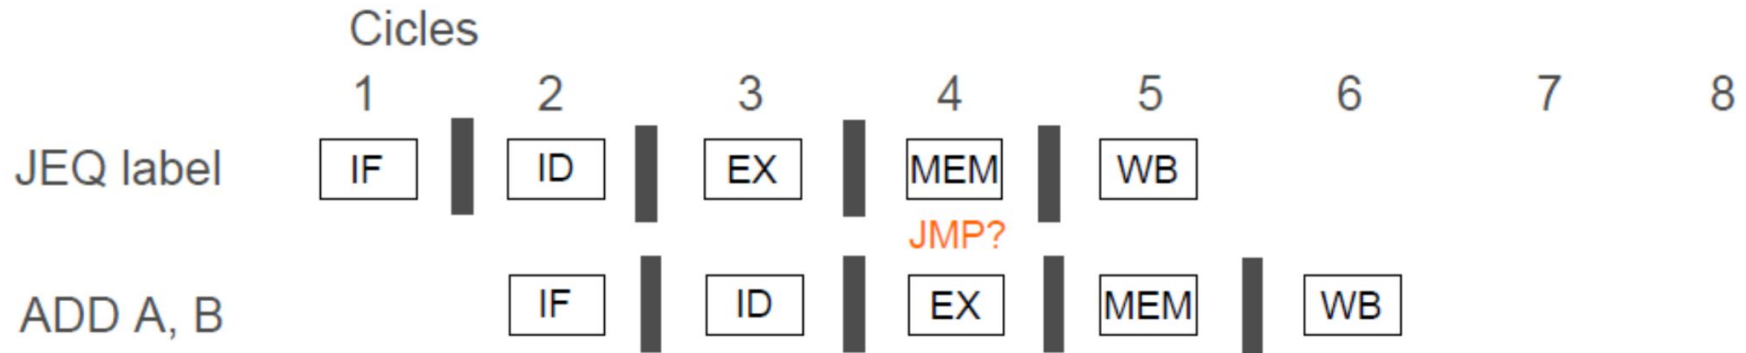 Cicles
1 2 3 4 5 6 7 8
JEQ label IF ID EX MEM WB
JMP?
ADD A, B IF ID EX MEM WB